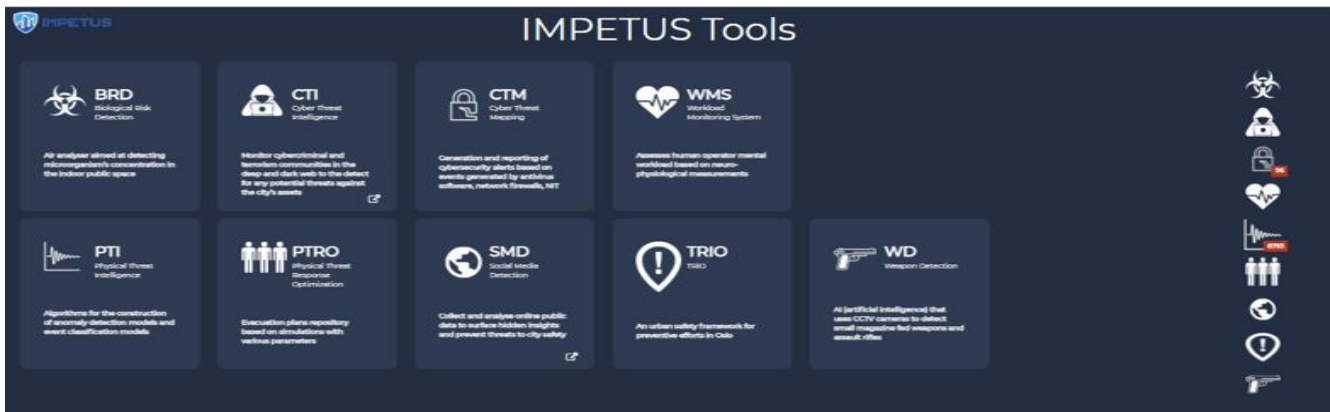 IMPETUS
IMPETUS Tools
BRD
Biological Risk
Detection
Air analyser aimed at detecting
microorganism's concentration in
the indoor public space
CTI
Cyber Threat
Intelligence
Monitor cybercriminal and
terrorism communities in the
deep and dark web to the detect
for any potential threats against
the city's assets
CTM
Cyber Threat
Mapping
Generation and reporting of
cybersecurity alerts based on
events generated by antivirus
software, network firewalls, NIT
WMS
Workload
Monitoring System
Assesses human operator mental
workload based on neuro-
physiological measurements
PTI
Physical Threat
Intelligence
Algorithms for the construction
of anomaly detection models and
event classification models
PTRO
Physical Threat
Response
Optimization
Evacuation plans repository
based on simulations with
various parameters
SMD
Social Media
Detection
Collect and analyse online public
data to surface hidden insights
and prevent threats to city safety
TRIO
TRIO
An urban safety framework for
preventive efforts in Oslo
WD
Weapon Detection
AI (artificial intelligence) that
uses CCTV cameras to detect
small magazine fed weapons and
assault rifles
96